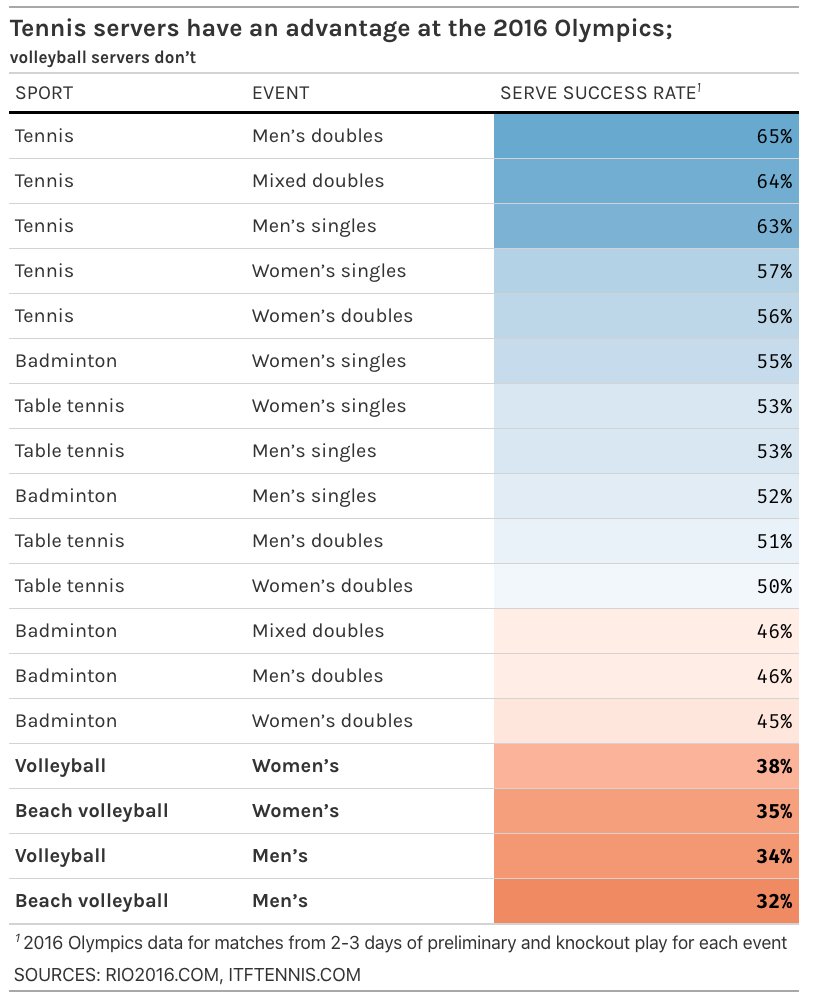 Tennis servers have an advantage at the 2016 Olympics;
volleyball servers don’t
SPORT EVENT SERVE SUCCESS RATE¹
Tennis Men’s doubles 65%
Tennis Mixed doubles 64%
Tennis Men’s singles 63%
Tennis Women’s singles 57%
Tennis Women’s doubles 56%
Badminton Women’s singles 55%
Table tennis Women’s singles 53%
Table tennis Men’s singles 53%
Badminton Men’s singles 52%
Table tennis Men’s doubles 51%
Table tennis Women’s doubles 50%
Badminton Mixed doubles 46%
Badminton Men’s doubles 46%
Badminton Women’s doubles 45%
Volleyball Women’s 38%
Beach volleyball Women’s 35%
Volleyball Men’s 34%
Beach volleyball Men’s 32%
¹ 2016 Olympics data for matches from 2-3 days of preliminary and knockout play for each event
SOURCES: RIO2016.COM, ITFTENNIS.COM